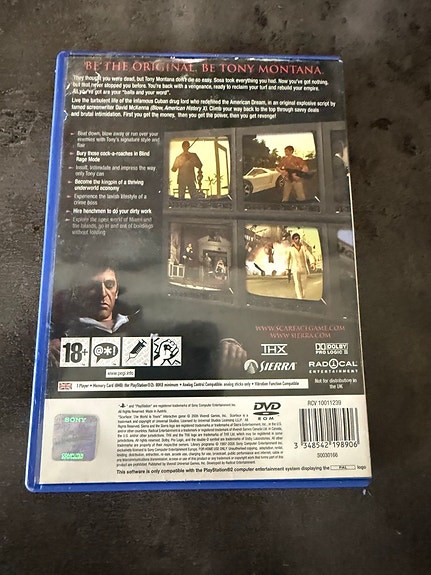 BE THE ORIGINAL. BE TONY MONTANA
They thought you were dead, but Tony Montana don't die so easy. Sosa took everything you had. Now you've got nothing,
but that never stopped you before. You're back with a vengeance, ready to reclaim your turf and rebuild your empire.
All you've got are your "balls and your word"
Live the turbulent life of the infamous Cuban drug lord who redefined the American Dream, in an original explosive script by
famed screenwriter David McKenna (Blow, American History X). Climb your way back to the top through savvy deals
and brutal intimidation. First you get the money, then you get the power, then you get revenge!
Blast down, blow away or run over your
enemies with Tony's signature style and
flair
Bury those cock-a-roaches in Blind
Rage Mode
Insult, intimidate and impress the way
only Tony can
Become the kingpin of a thriving
underworld economy
Experience the lavish lifestyle of a
crime boss
Hire henchmen to do your dirty work
Explore the open world of Miami and
the Islands, go in and out of buildings
without loading
WWW.SCARFACEGAME.COM
WWW.SIERRA.COM
18+
@*!
www.pegi.info
THX
DOLBY
PRO LOGIC II
SIERRA
RADICAL
ENTERTAINMENT
Not for distribution in
the UK
1 Player • Memory Card (8MB) (for PlayStation®2): 80KB minimum • Analog Control Compatible: analog sticks only • Vibration Function Compatible
SONY
DVD
ROM
RCV 10011239
3 348542 198906
S0030166
This software is only compatible with the PlayStation®2 computer entertainment system displaying the PAL logo